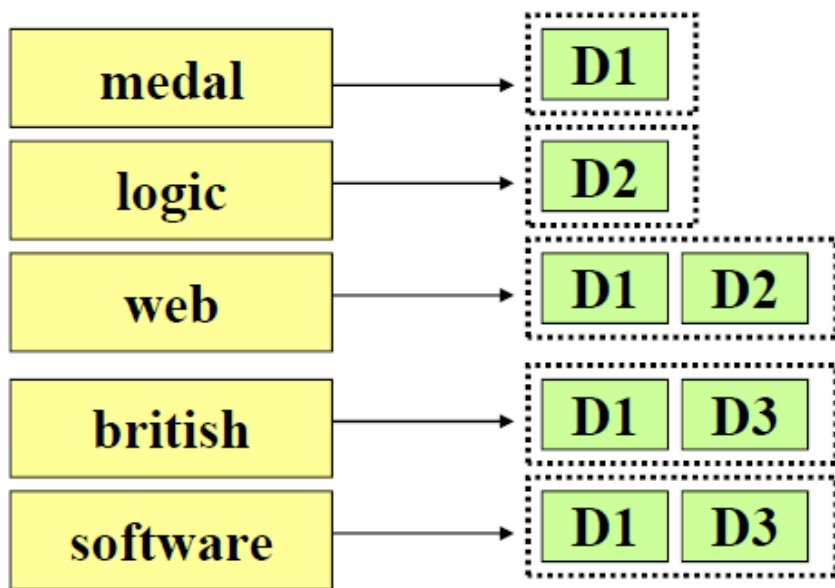 medal D1
logic D2
web D1 D2
british D1 D3
software D1 D3